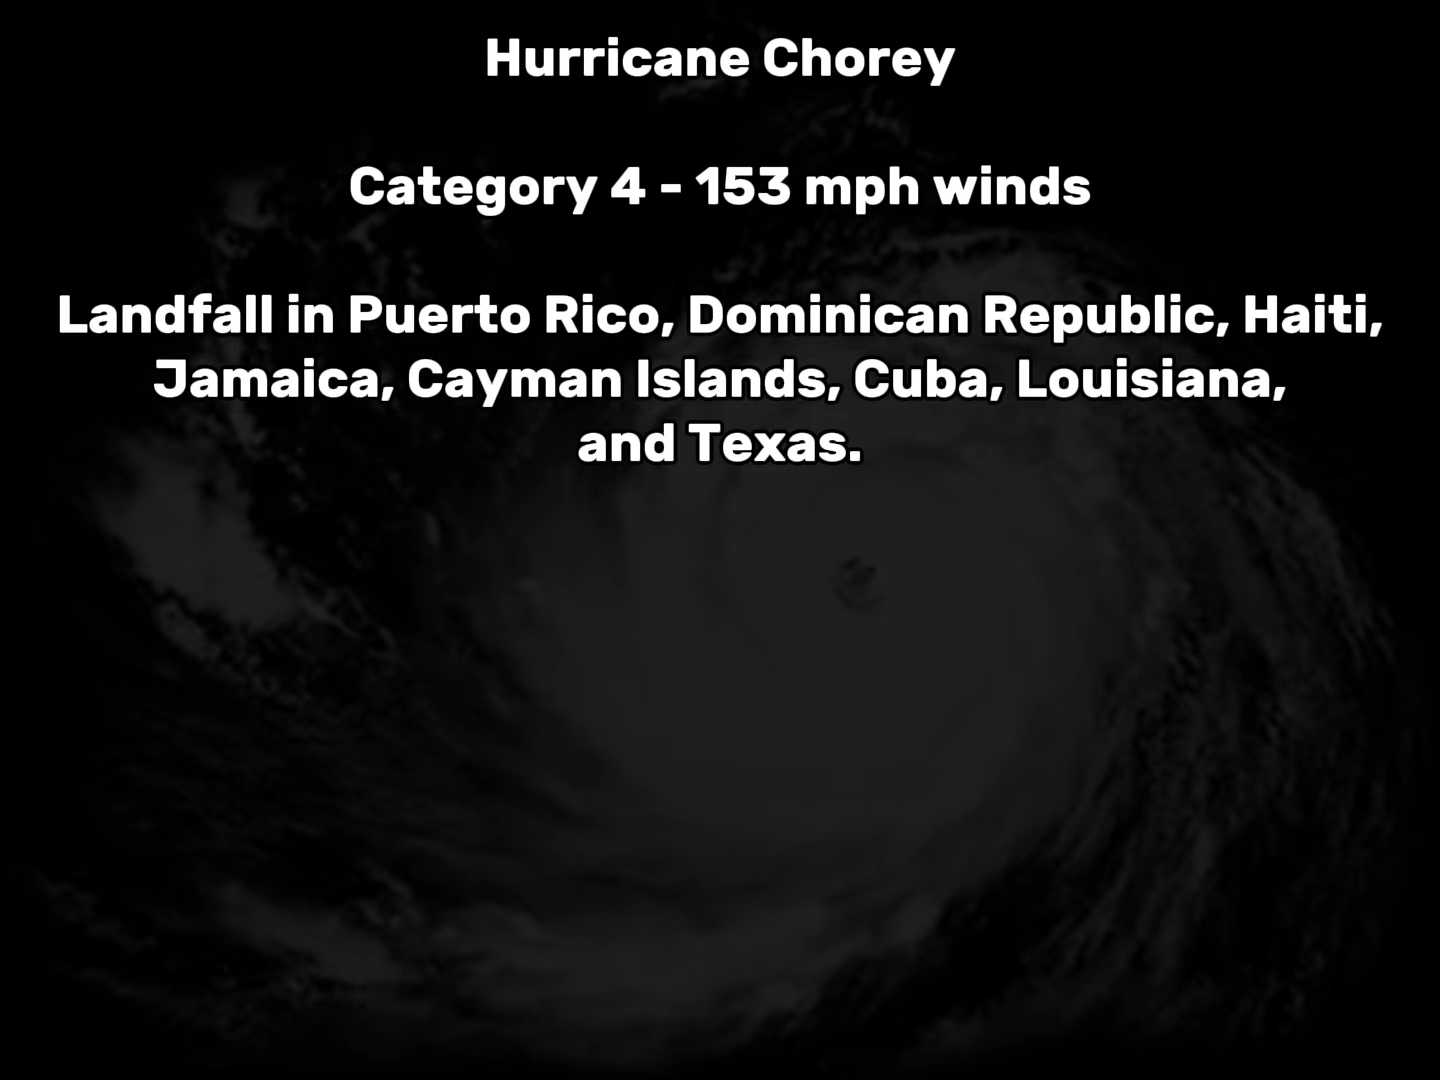 Hurricane Chorey
Category 4 - 153 mph winds
Landfall in Puerto Rico, Dominican Republic, Haiti,
Jamaica, Cayman Islands, Cuba, Louisiana,
and Texas.